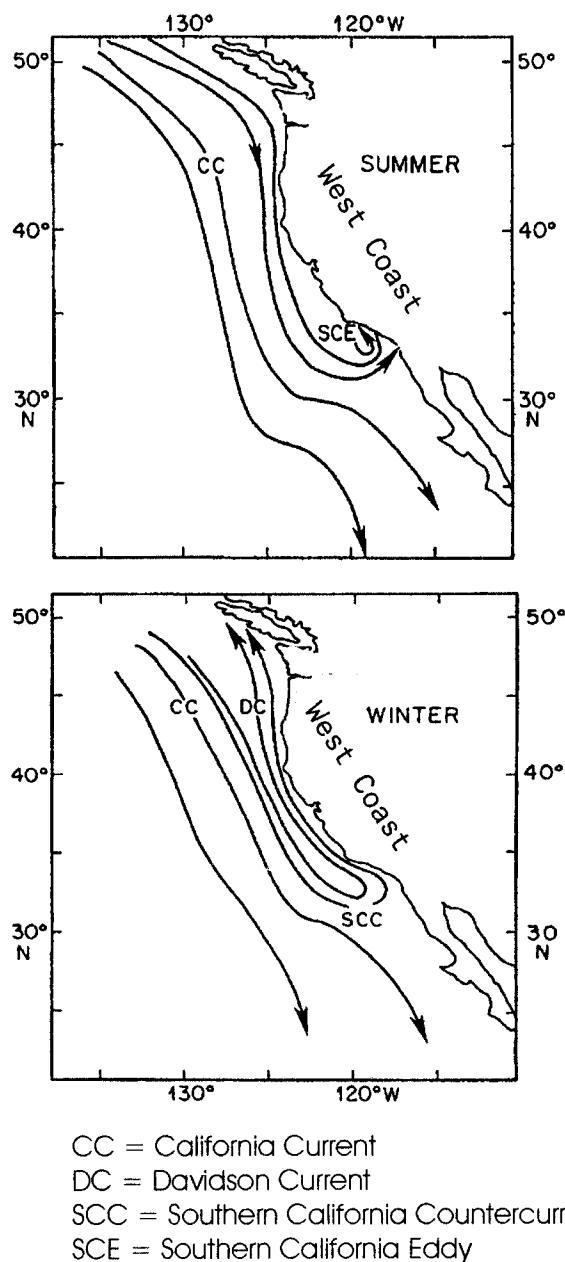 130° 120°W
50° 50°
CC
SUMMER
West Coast
40° 40°
SCE
30° 30°
N N
50° 50°
CC DC
WINTER
West Coast
40° 40°
SCC
30° 30
N N
130° 120°W
CC = California Current
DC = Davidson Current
SCC = Southern California Countercurr
SCE = Southern California Eddy